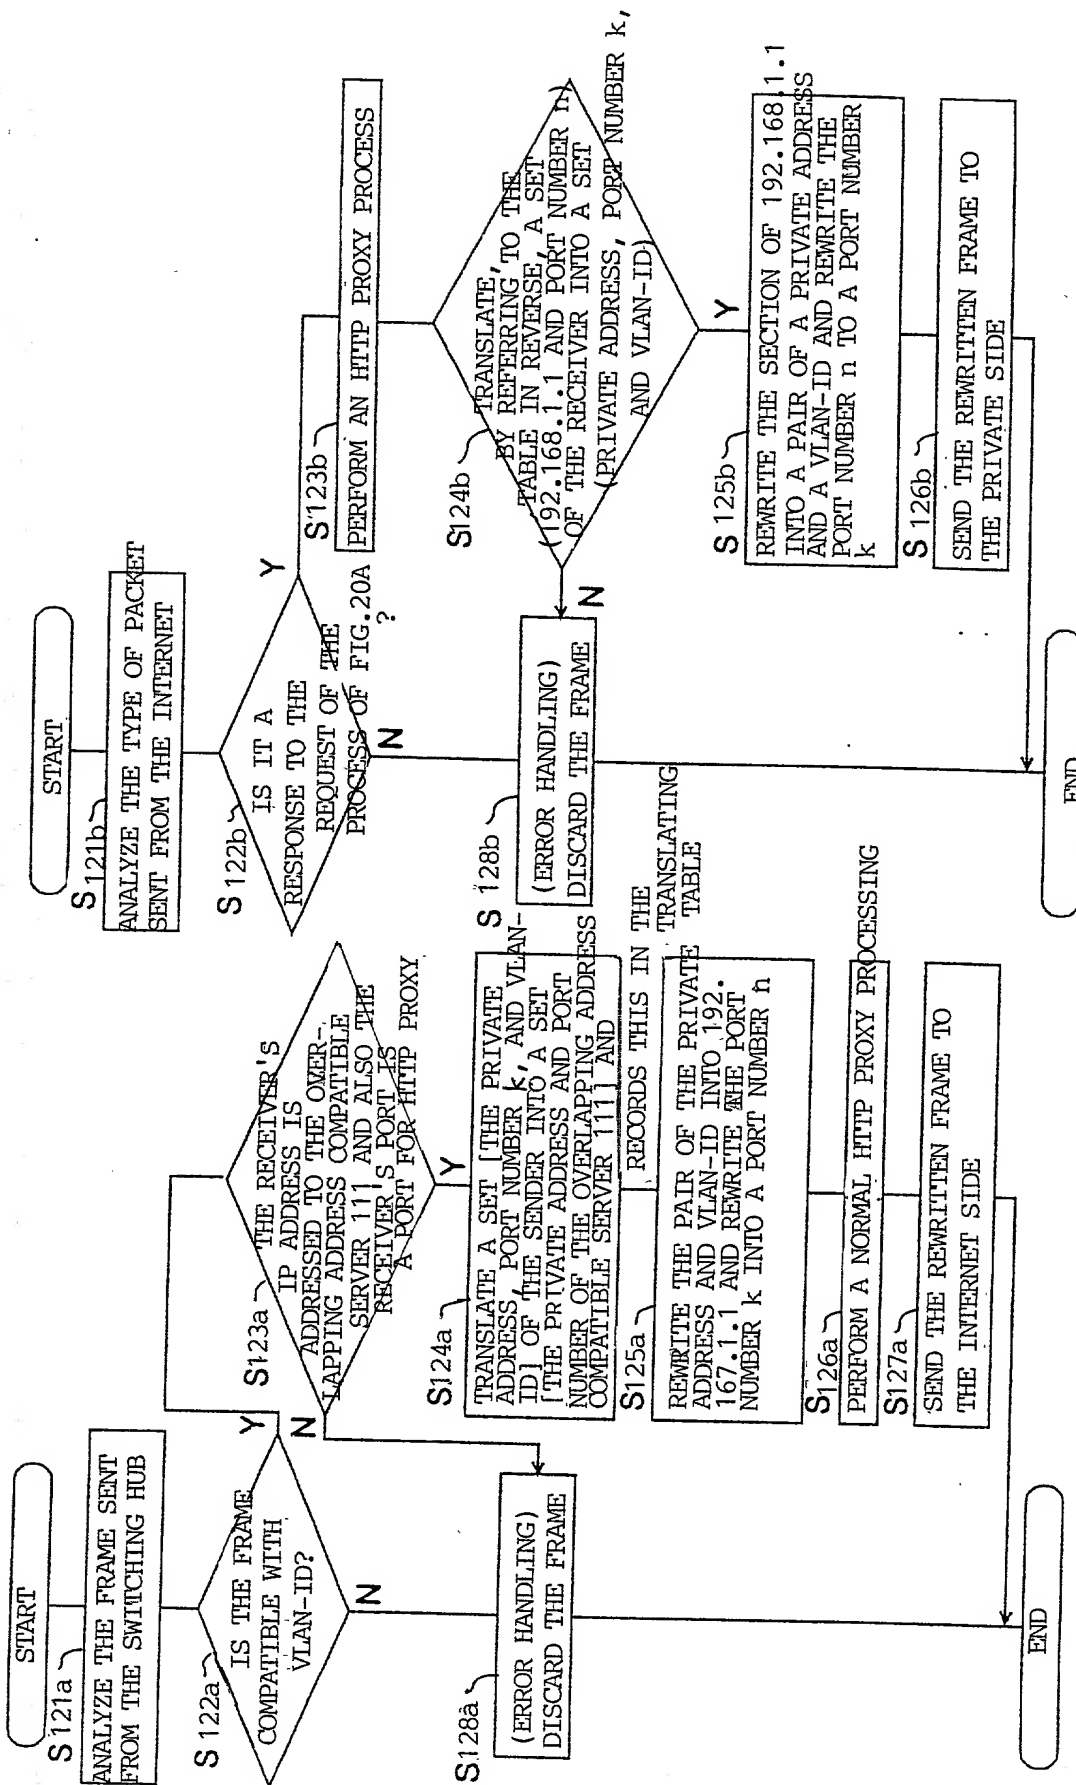 START
S121a
ANALYZE THE FRAME SENT
FROM THE SWITCHING HUB
S122a
IS THE FRAME
COMPATIBLE WITH
VLAN-ID?
Y
N
S123a
THE RECEIVER's
IP ADDRESS IS
ADDRESSED TO THE OVER-
LAPPING ADDRESS COMPATIBLE
SERVER 111 AND ALSO THE
RECEIVER'S PORT IS
A PORT FOR HTTP PROXY
N
Y
S124a
TRANSLATE A SET [THE PRIVATE
ADDRESS, PORT NUMBER k, AND VLAN-
ID] OF THE SENDER INTO A SET
[THE PRIVATE ADDRESS AND PORT
NUMBER OF THE OVERLAPPING ADDRESS
COMPATIBLE SERVER 111] AND
RECORDS THIS IN THE
TRANSLATING
TABLE
S125a
REWRITE THE PAIR OF THE PRIVATE
ADDRESS AND VLAN-ID INTO 192.
167.1.1 AND REWRITE THE PORT
NUMBER k INTO A PORT NUMBER n
S126a
PERFORM A NORMAL HTTP PROXY PROCESSING
S127a
SEND THE REWRITTEN FRAME TO
THE INTERNET SIDE
S128a
(ERROR HANDLING)
DISCARD THE FRAME
END
START
S121b
ANALYZE THE TYPE OF PACKET
SENT FROM THE INTERNET
S122b
IS IT A
RESPONSE TO THE
REQUEST OF THE
PROCESS OF FIG.20A
?
Y
N
S123b
PERFORM AN HTTP PROXY PROCESS
S124b
TRANSLATE,
BY REFERRING TO THE
TABLE IN REVERSE, A SET
(192.168.1.1 AND PORT NUMBER n)
OF THE RECEIVER INTO A SET
(PRIVATE ADDRESS, PORT NUMBER k,
AND VLAN-ID)
N
Y
S125b
REWRITE THE SECTION OF 192.168.1.1
INTO A PAIR OF A PRIVATE ADDRESS
AND A VLAN-ID AND REWRITE THE
PORT NUMBER n TO A PORT NUMBER
k
S126b
SEND THE REWRITTEN FRAME TO
THE PRIVATE SIDE
S128b
(ERROR HANDLING)
DISCARD THE FRAME
END